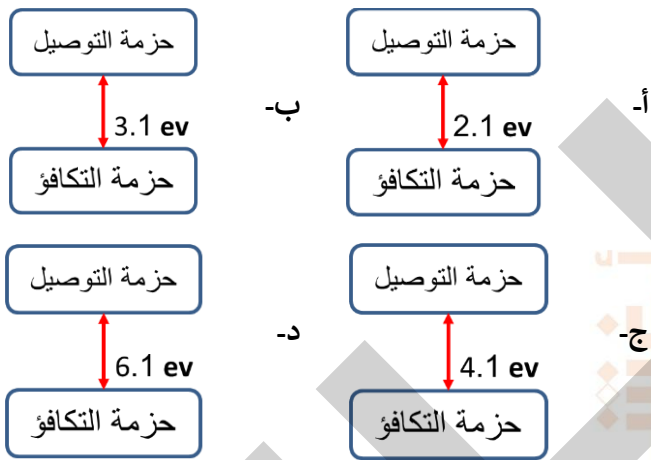 أ-
حزمة التوصيل
2.1 ev
حزمة التكافؤ
ب-
حزمة التوصيل
3.1 ev
حزمة التكافؤ
ج-
حزمة التوصيل
4.1 ev
حزمة التكافؤ
د-
حزمة التوصيل
6.1 ev
حزمة التكافؤ